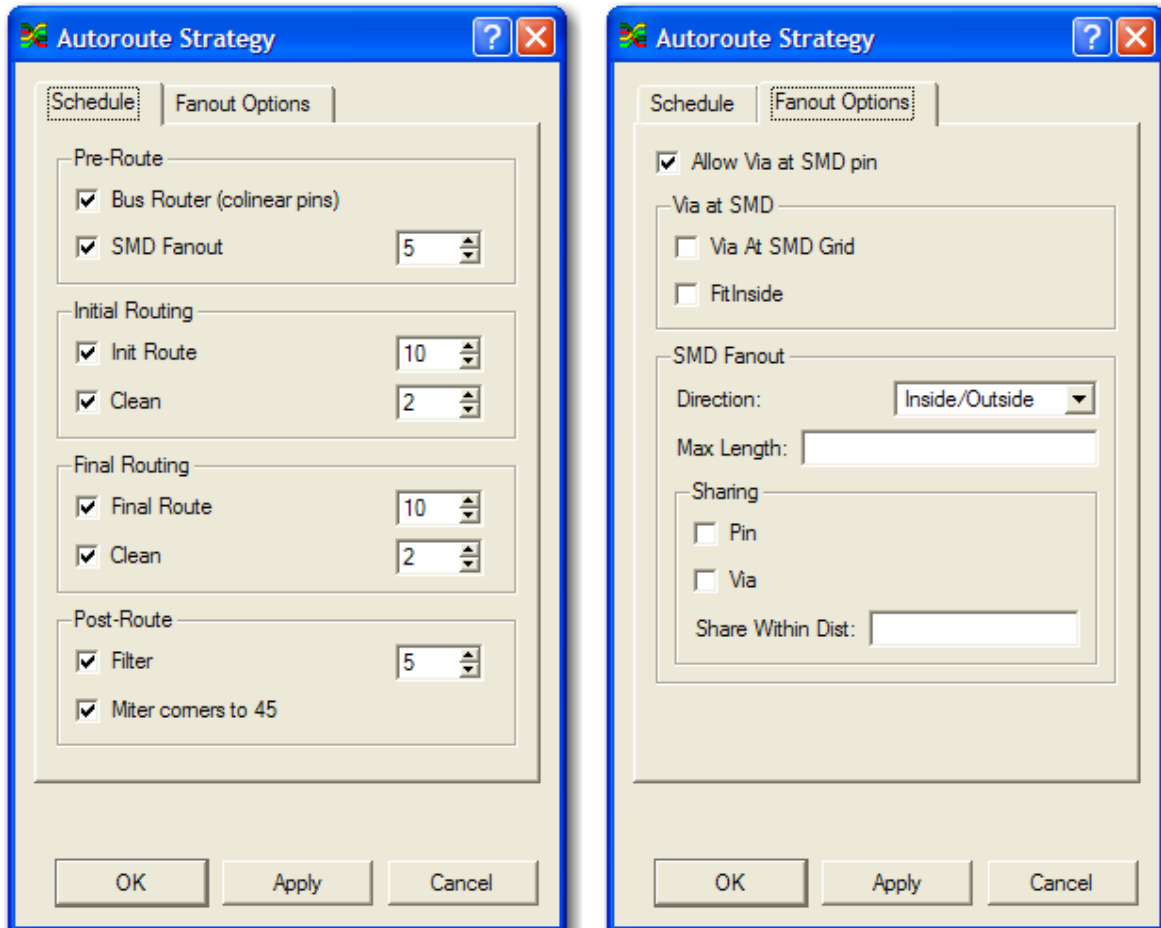 Autoroute Strategy
Schedule
Fanout Options
Pre-Route
Bus Router (colinear pins)
SMD Fanout 5
Initial Routing
Init Route 10
Clean 2
Final Routing
Final Route 10
Clean 2
Post-Route
Filter 5
Miter corners to 45
OK Apply Cancel
Autoroute Strategy
Schedule
Fanout Options
Allow Via at SMD pin
Via at SMD
Via At SMD Grid
FitInside
SMD Fanout
Direction: Inside/Outside
Max Length:
Sharing
Pin
Via
Share Within Dist:
OK Apply Cancel